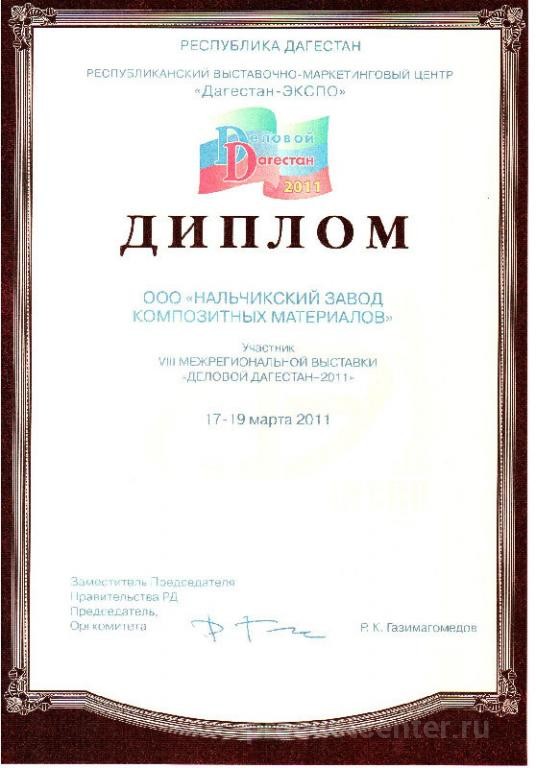 РЕСПУБЛИКА ДАГЕСТАН
РЕСПУБЛИКАНСКИЙ ВЫСТАВОЧНО-МАРКЕТИНГОВЫЙ ЦЕНТР
«Дагестан-ЭКСПО»
Деловой
Дагестан
2011
ДИПЛОМ
ООО «НАЛЬЧИКСКИЙ ЗАВОД
КОМПОЗИТНЫХ МАТЕРИАЛОВ»
Участник
VIII МЕЖРЕГИОНАЛЬНОЙ ВЫСТАВКИ
«ДЕЛОВОЙ ДАГЕСТАН-2011»
17-19 марта 2011
Заместитель Председателя
Правительства РД
Председатель,
Оргкомитета
Р. К. Газимагомедов